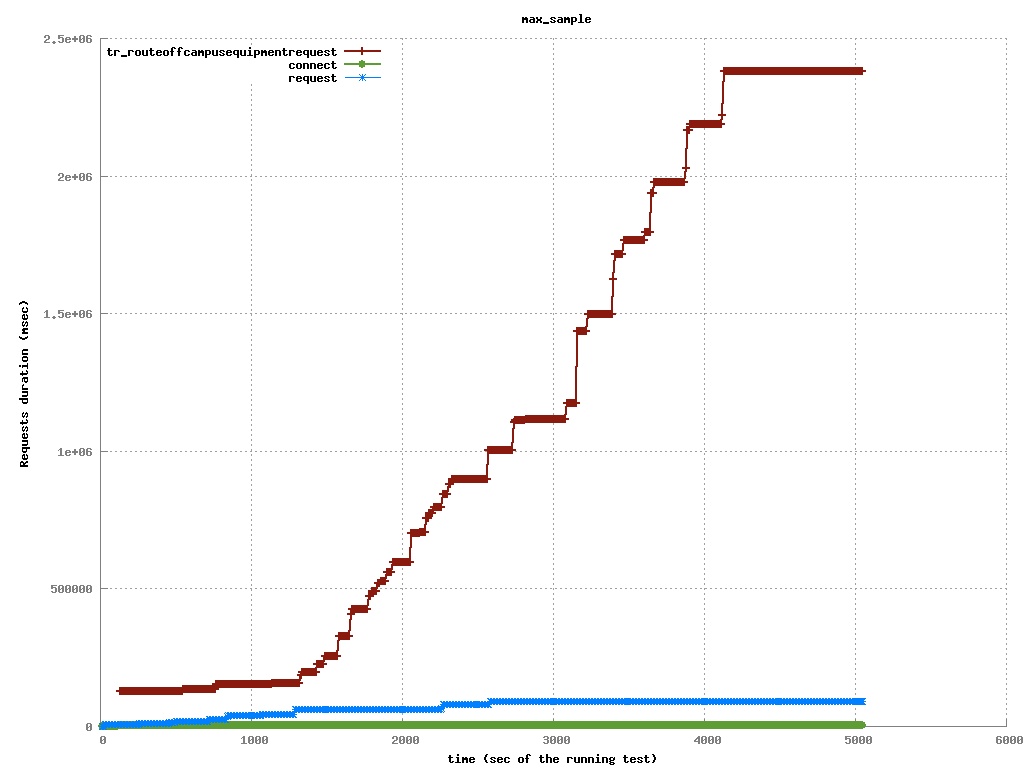 max_sample
2.5e+06
tr_routeoffcampusequipmentrequest
connect
request
2e+06
1.5e+06
1e+06
500000
0
Requests duration (msec)
0 1000 2000 3000 4000 5000 6000
time (sec of the running test)